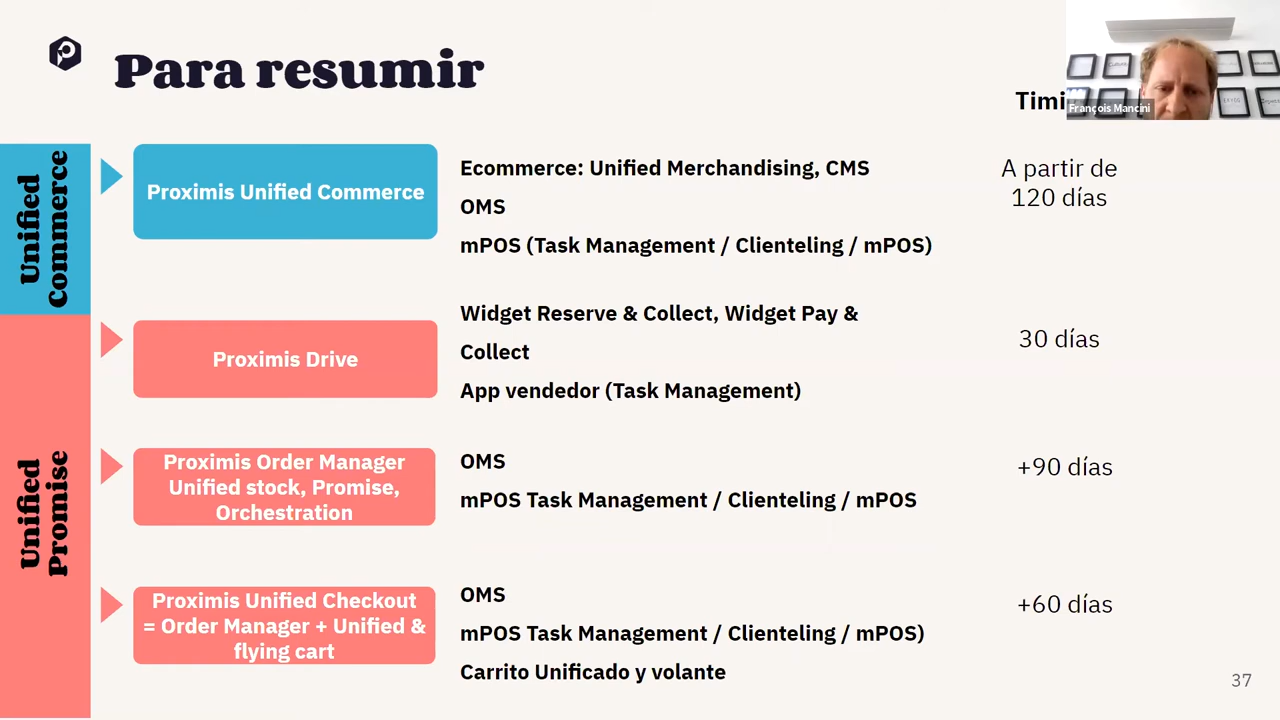 Para resumir
Timi
François Mancini
Unified
Commerce
Proximis Unified Commerce
Ecommerce: Unified Merchandising, CMS
OMS
mPOS (Task Management / Clienteling / mPOS)
A partir de
120 días
Unified
Promise
Proximis Drive
Widget Reserve & Collect, Widget Pay &
Collect
App vendedor (Task Management)
30 días
Proximis Order Manager
Unified stock, Promise,
Orchestration
OMS
mPOS Task Management / Clienteling / mPOS
+90 días
Proximis Unified Checkout
= Order Manager + Unified &
flying cart
OMS
mPOS Task Management / Clienteling / mPOS)
Carrito Unificado y volante
+60 días
37